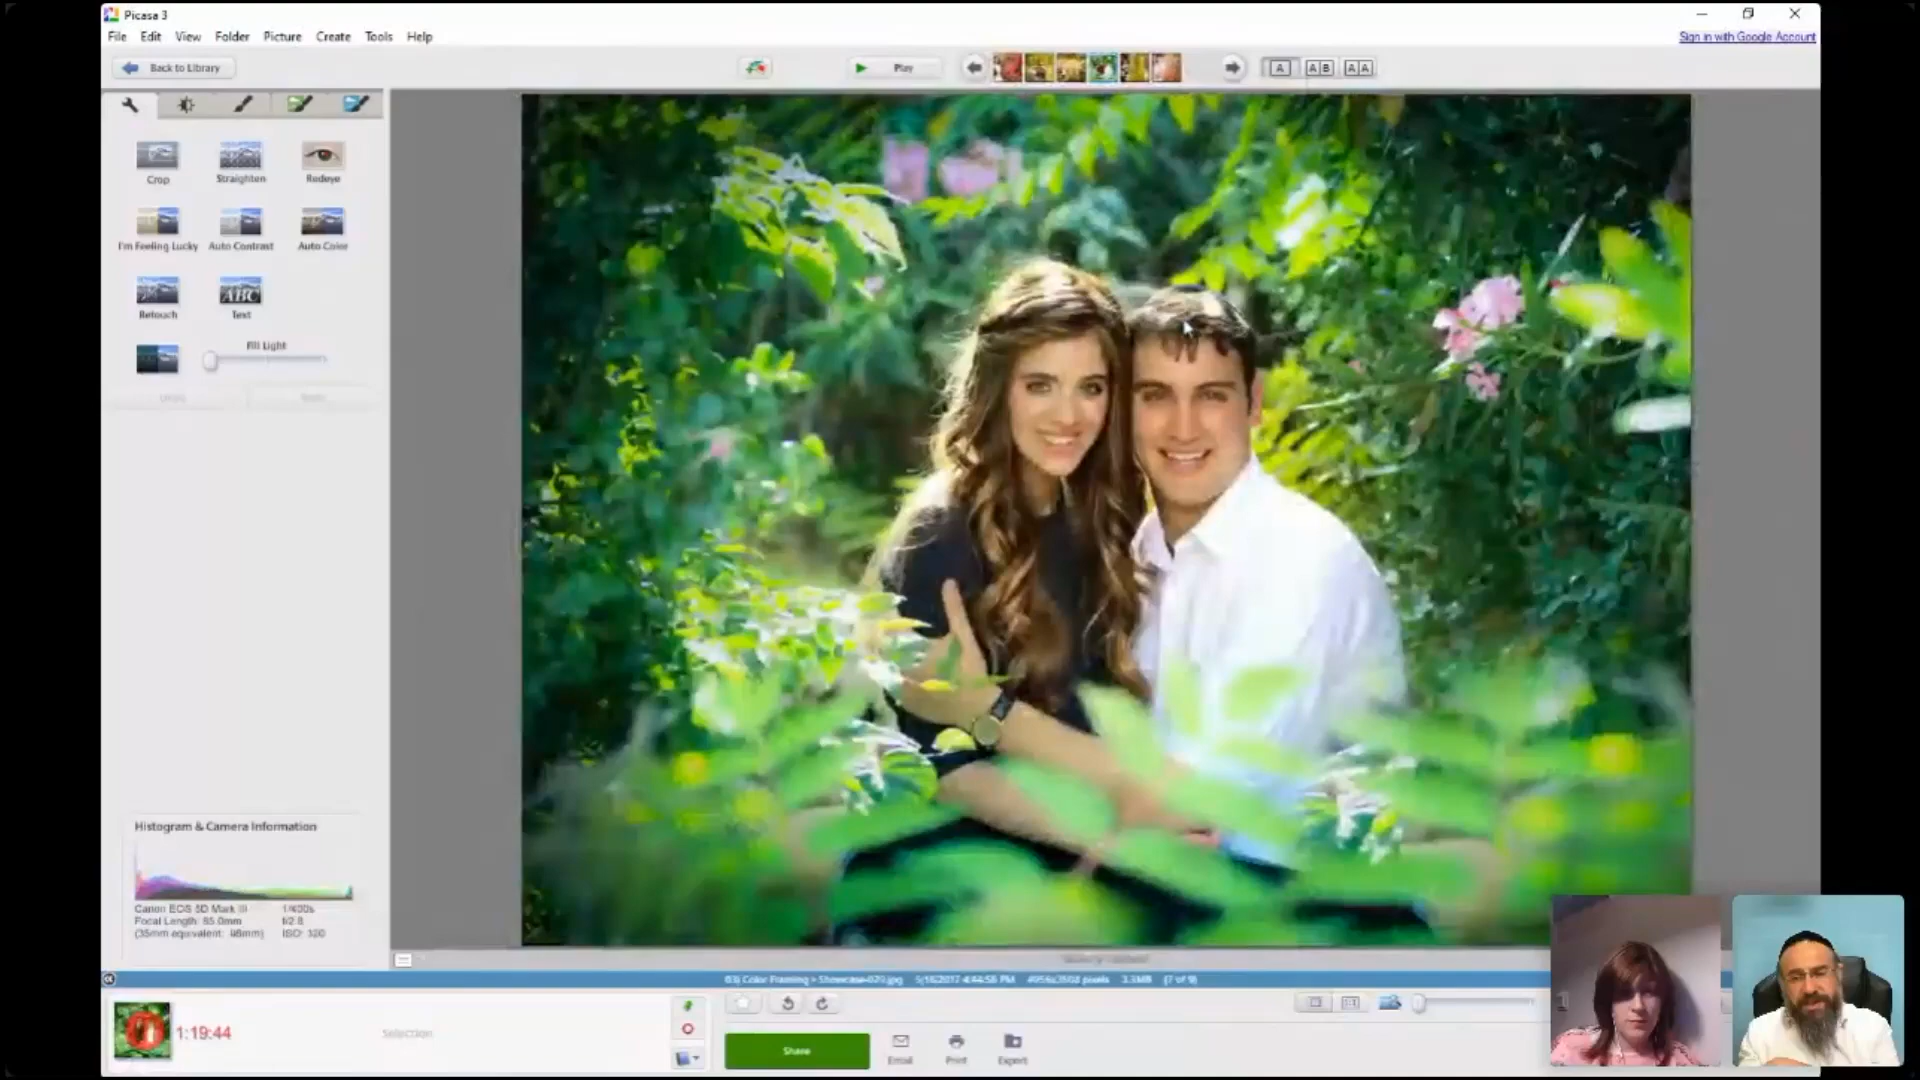 Picasa 3
File Edit View Folder Picture Create Tools Help
Sign in with Google Account
Back to Library
Play
A
A B
A A
Crop
Straighten
Redeye
I'm Feeling Lucky
Auto Contrast
Auto Color
Retouch
ABC
Text
Fill Light
Histogram & Camera Information
Canon EOS 5D Mark III 1/400s
Focal Length: 85.0mm f/2.8
ISO: 320
1:19:44
Selection
Share
Email
Print
Export